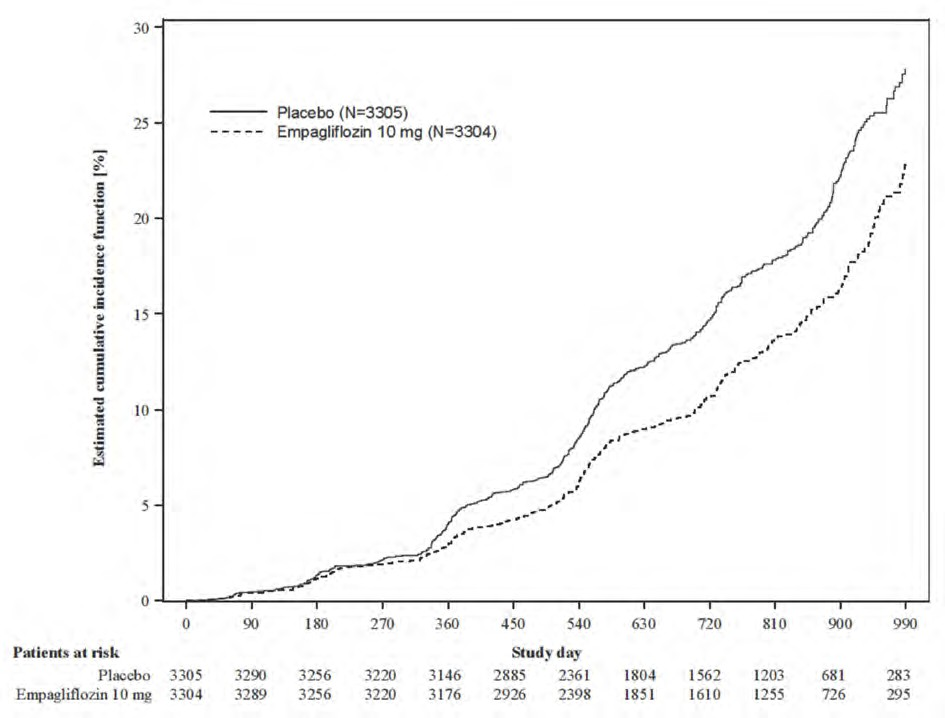 30
25
20
15
10
5
0
Estimated cumulative incidence function [%]
Placebo (N=3305)
Empagliflozin 10 mg (N=3304)
0 90 180 270 360 450 540 630 720 810 900 990
Patients at risk Study day
Placebo 3305 3290 3256 3220 3146 2885 2361 1804 1562 1203 681 283
Empagliflozin 10 mg 3304 3289 3256 3220 3176 2926 2398 1851 1610 1255 726 295